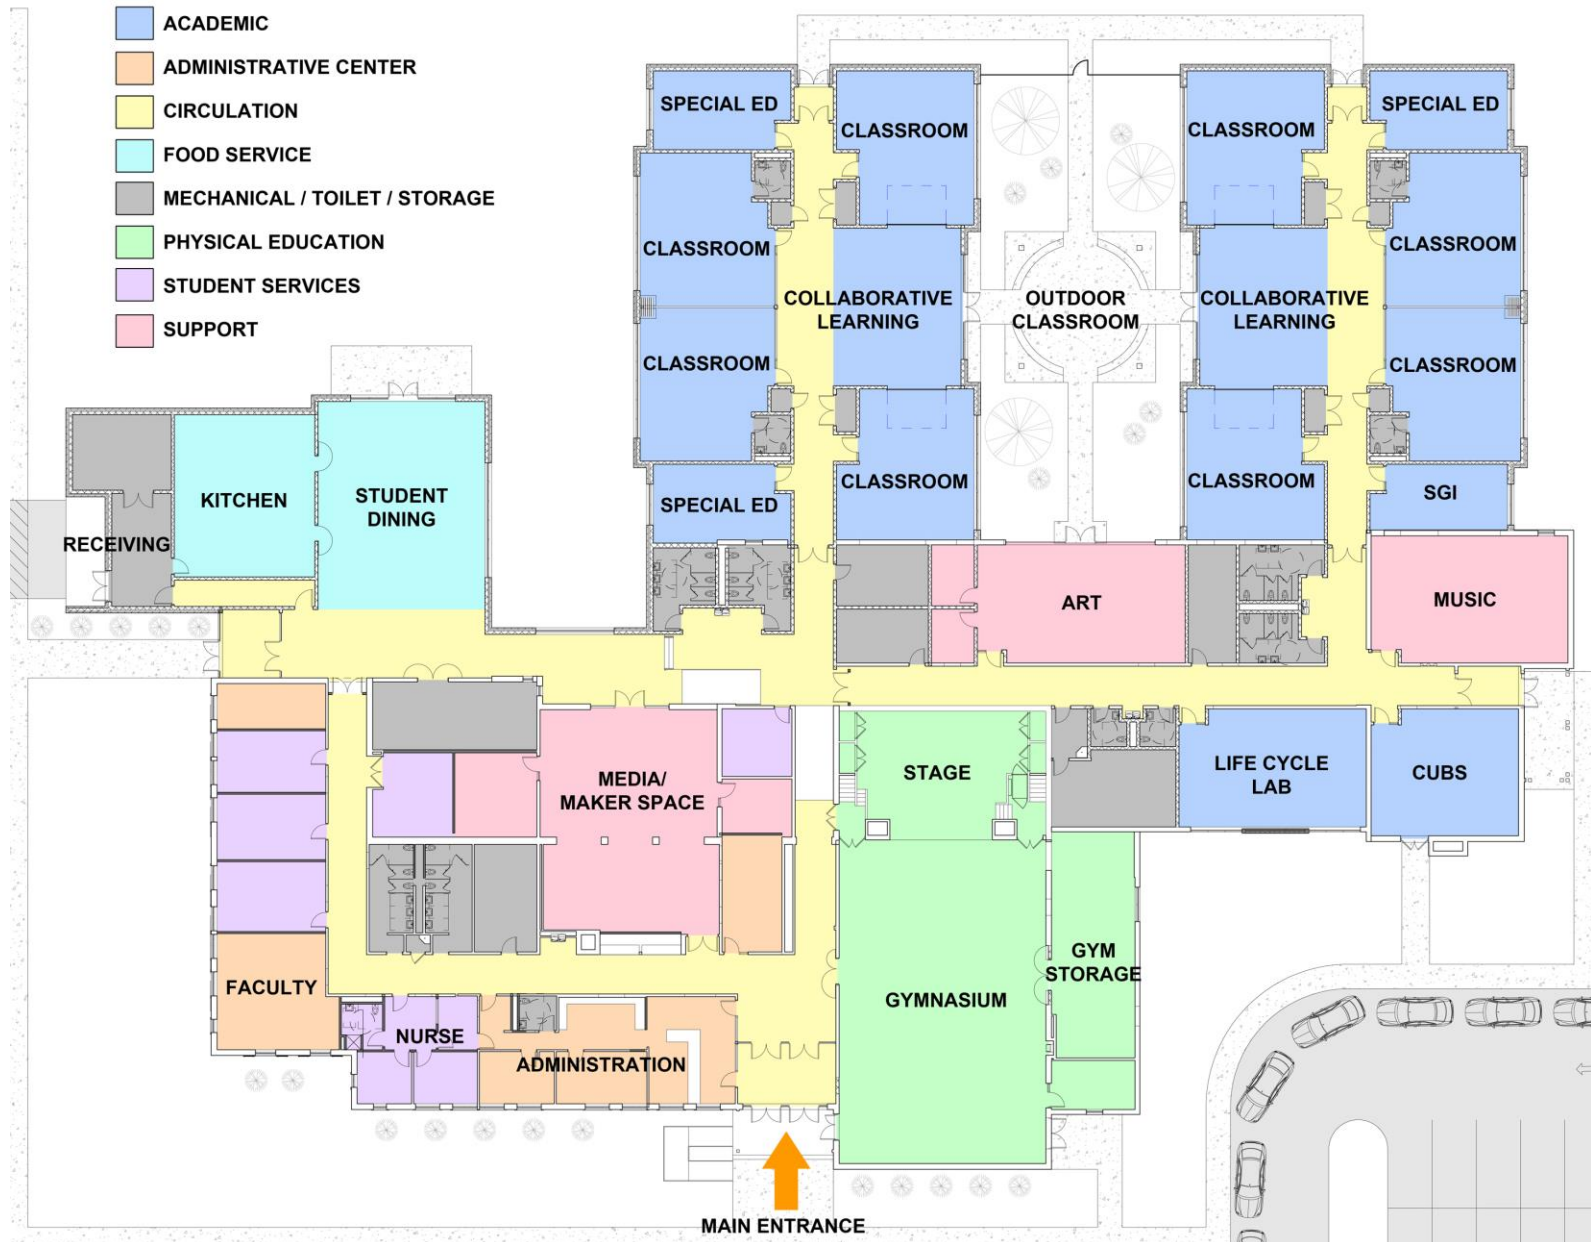 ACADEMIC
ADMINISTRATIVE CENTER
CIRCULATION
FOOD SERVICE
MECHANICAL / TOILET / STORAGE
PHYSICAL EDUCATION
STUDENT SERVICES
SUPPORT
SPECIAL ED
CLASSROOM
CLASSROOM
SPECIAL ED
CLASSROOM
CLASSROOM
COLLABORATIVE
LEARNING
OUTDOOR
CLASSROOM
COLLABORATIVE
LEARNING
CLASSROOM
CLASSROOM
KITCHEN
STUDENT
DINING
SPECIAL ED
CLASSROOM
CLASSROOM
SGI
RECEIVING
ART
MUSIC
MEDIA/
MAKER SPACE
STAGE
LIFE CYCLE
LAB
CUBS
FACULTY
GYMNASIUM
GYM
STORAGE
NURSE
ADMINISTRATION
MAIN ENTRANCE